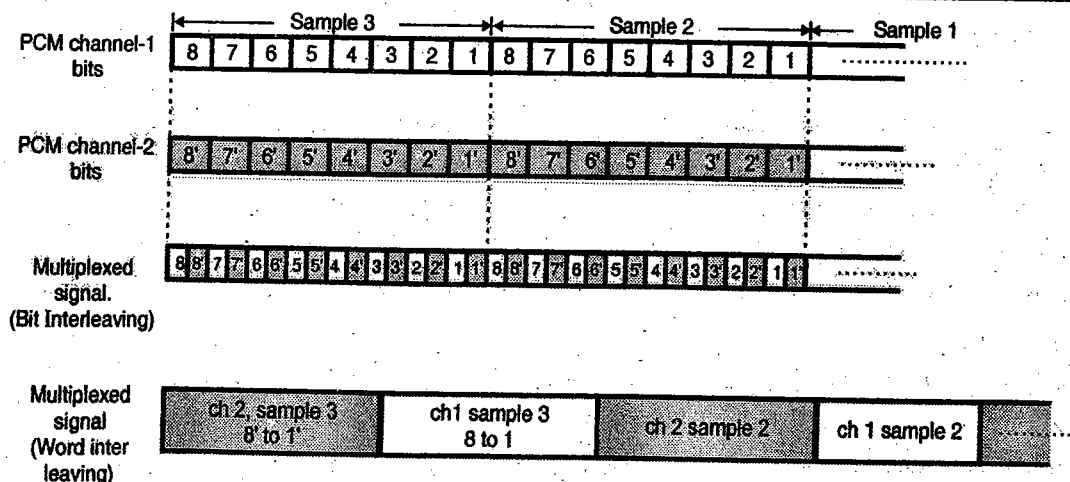 Sample 3 Sample 2 Sample 1
PCM channel-1
bits
8 7 6 5 4 3 2 1 8 7 6 5 4 3 2 1
PCM channel-2
bits
8' 7' 6' 5' 4' 3' 2' 1' 8' 7' 6' 5' 4' 3' 2' 1'
Multiplexed
signal.
(Bit Interleaving)
8 8' 7 7' 6 6' 5 5' 4 4' 3 3' 2 2' 1 1' 8 8' 7 7' 6 6' 5 5' 4 4' 3 3' 2 2' 1 1'
Multiplexed
signal
(Word inter
leaving)
ch 2, sample 3
8' to 1'
ch1 sample 3
8 to 1
ch 2 sample 2
ch 1 sample 2